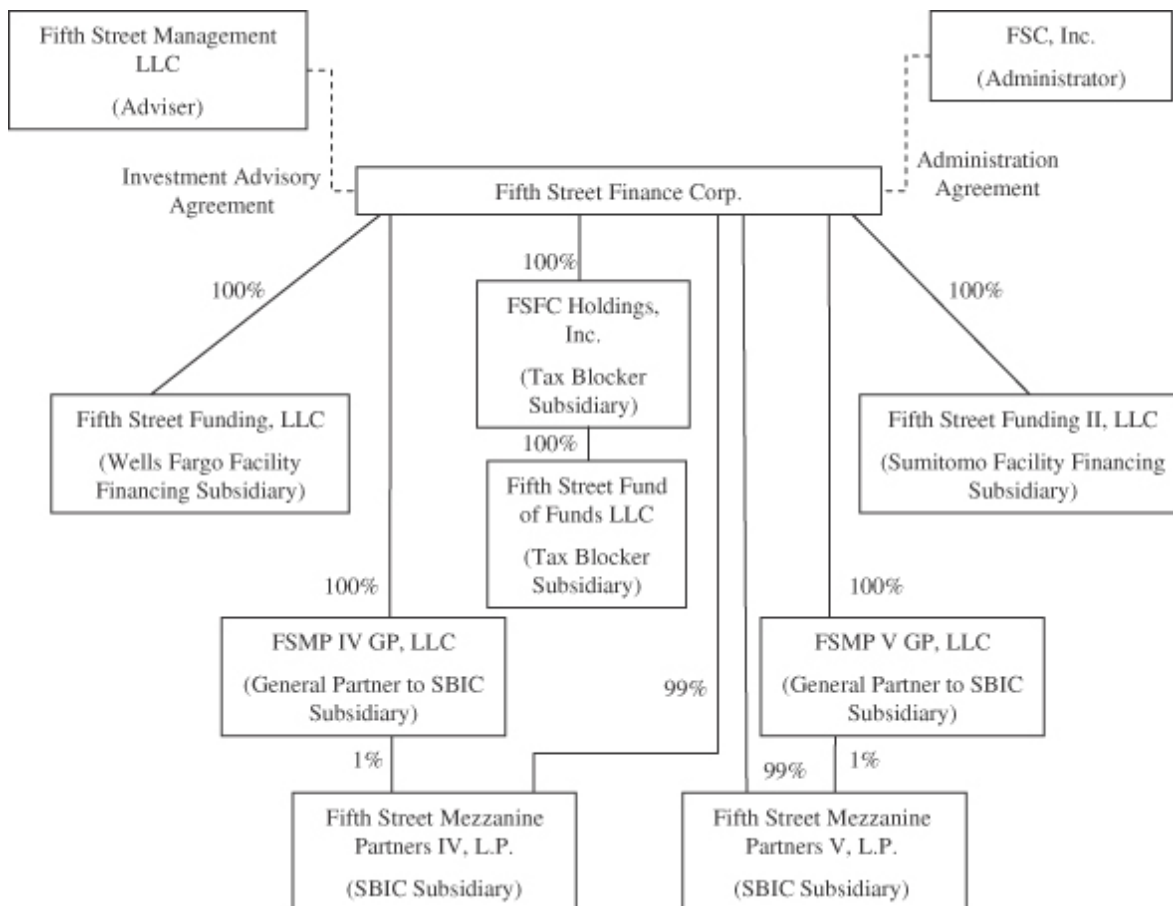 Fifth Street Management
LLC
(Adviser)
FSC, Inc.
(Administrator)
Investment Advisory
Agreement
Administration
Agreement
Fifth Street Finance Corp.
100%
100%
100%
FSFC Holdings,
Inc.
(Tax Blocker
Subsidiary)
Fifth Street Funding, LLC
(Wells Fargo Facility
Financing Subsidiary)
Fifth Street Funding II, LLC
(Sumitomo Facility Financing
Subsidiary)
100%
Fifth Street Fund
of Funds LLC
(Tax Blocker
Subsidiary)
100%
100%
FSMP IV GP, LLC
(General Partner to SBIC
Subsidiary)
99%
FSMP V GP, LLC
(General Partner to SBIC
Subsidiary)
1%
99%
1%
Fifth Street Mezzanine
Partners IV, L.P.
(SBIC Subsidiary)
Fifth Street Mezzanine
Partners V, L.P.
(SBIC Subsidiary)